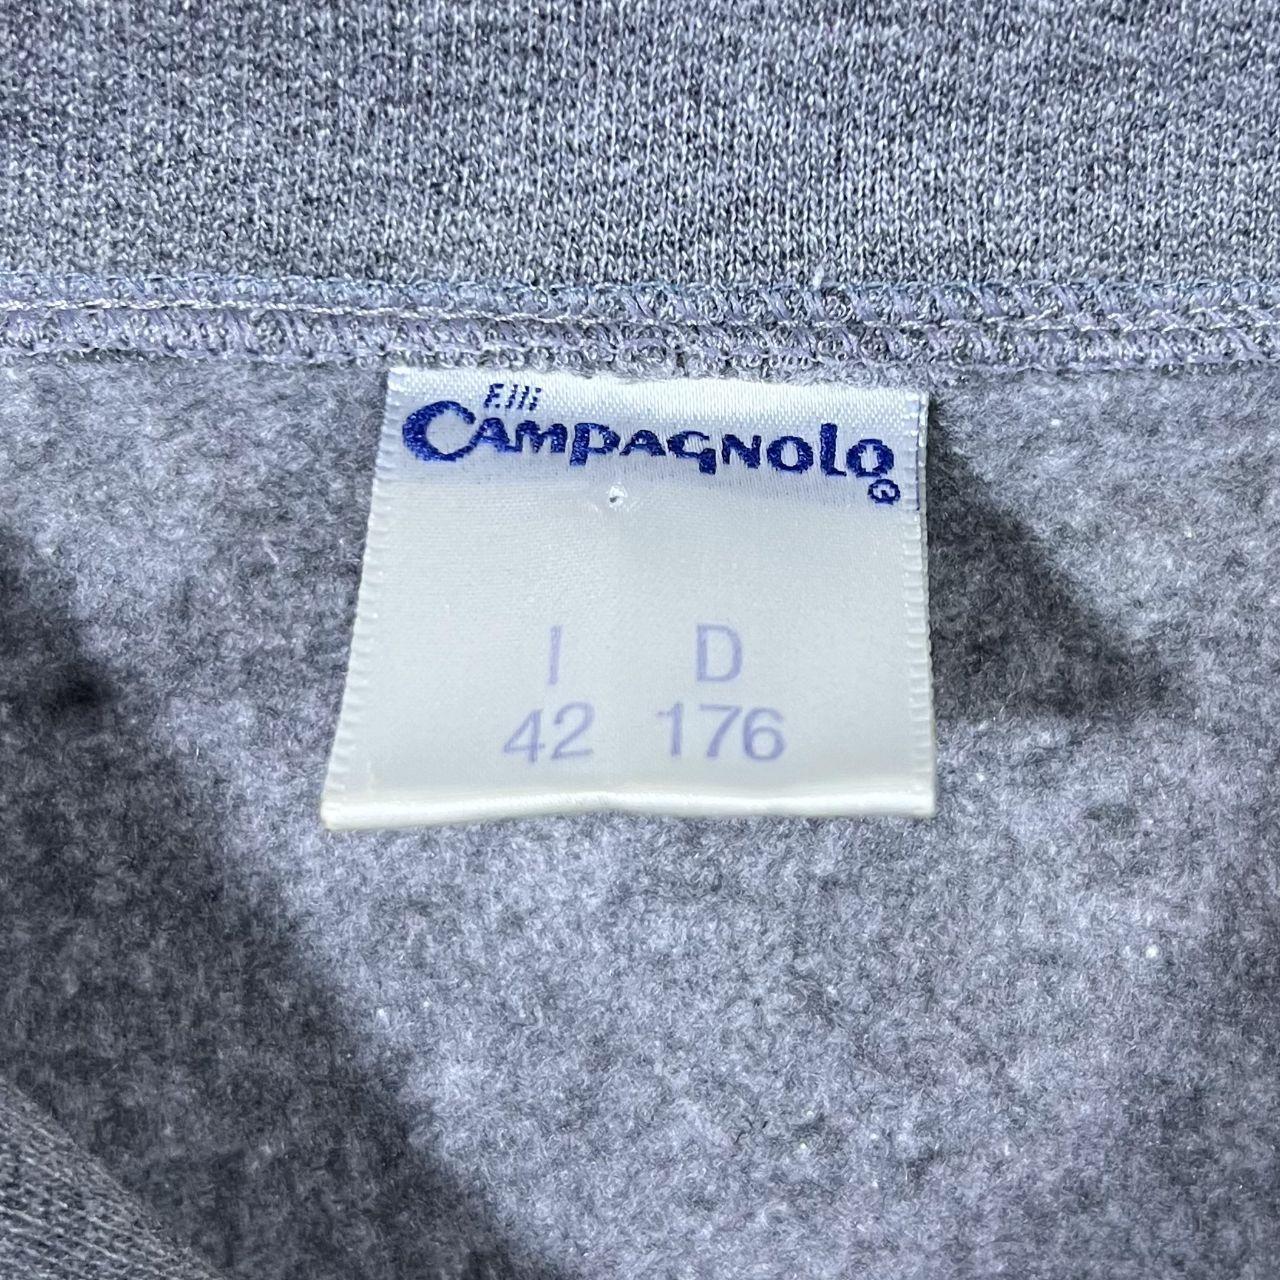 F.lli
CAMPAGNOLO
I D
42 176